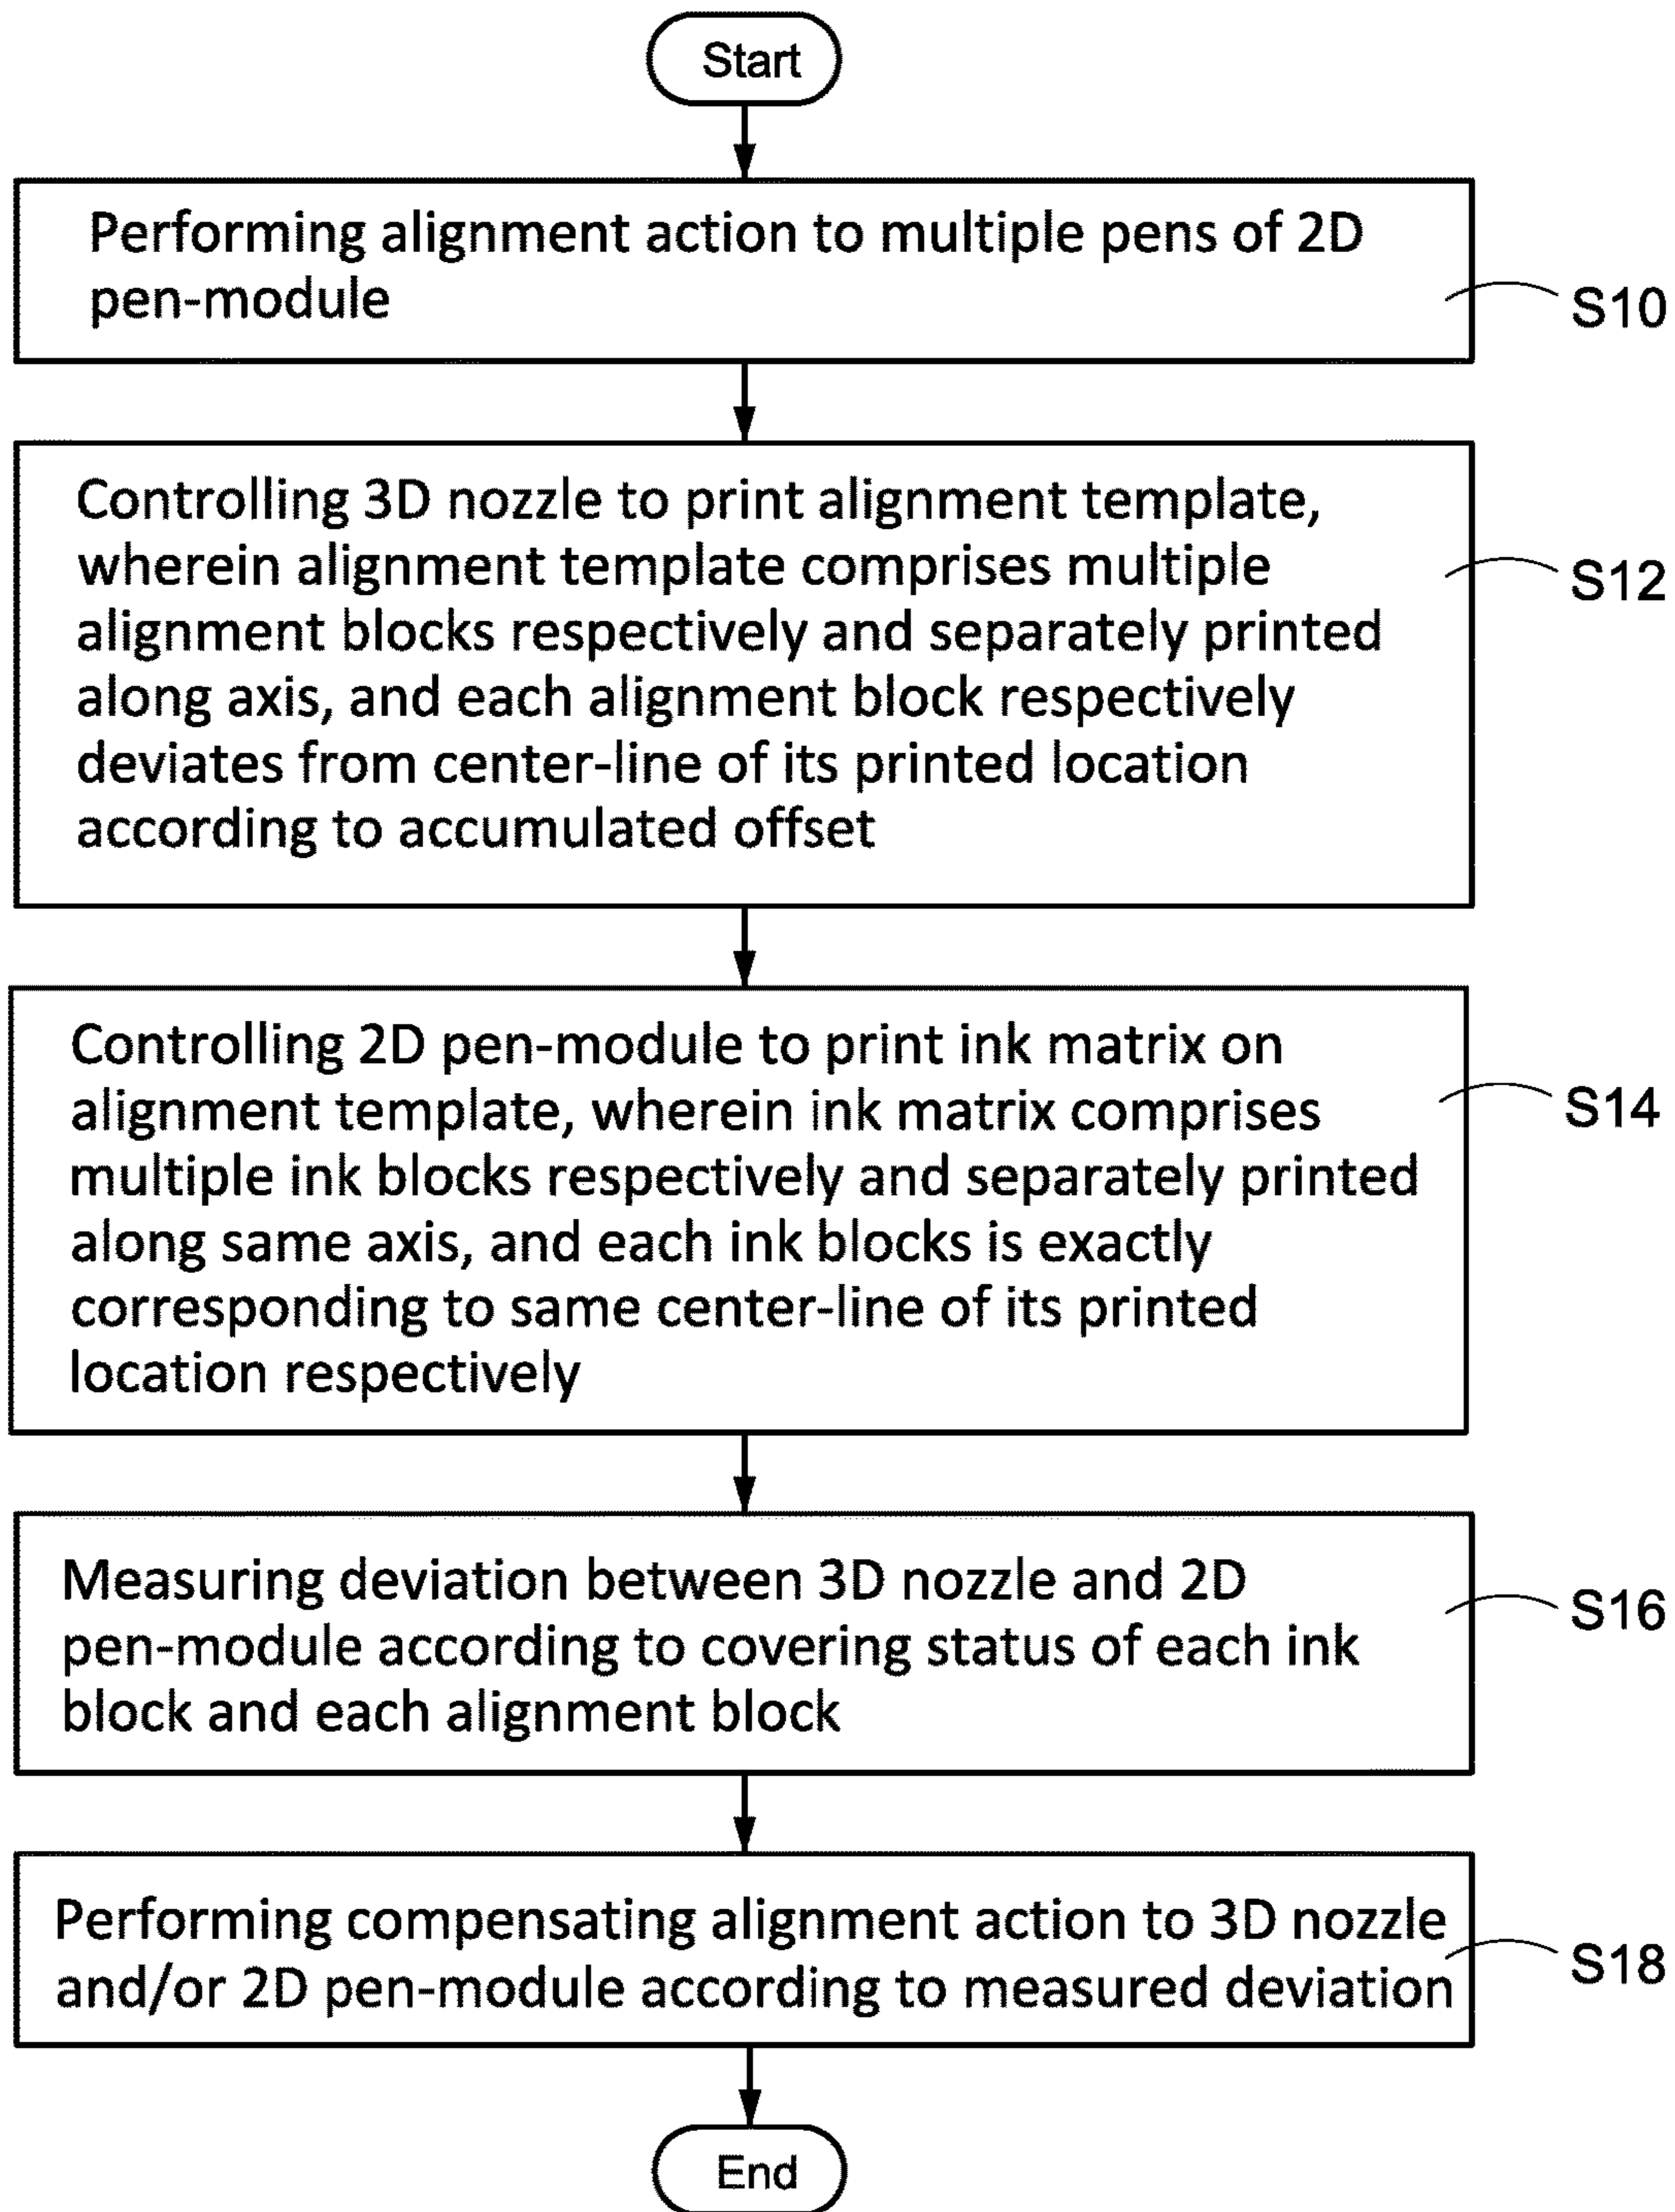 Start
Performing alignment action to multiple pens of 2D
pen-module
S10
Controlling 3D nozzle to print alignment template,
wherein alignment template comprises multiple
alignment blocks respectively and separately printed
along axis, and each alignment block respectively
deviates from center-line of its printed location
according to accumulated offset
S12
Controlling 2D pen-module to print ink matrix on
alignment template, wherein ink matrix comprises
multiple ink blocks respectively and separately printed
along same axis, and each ink blocks is exactly
corresponding to same center-line of its printed
location respectively
S14
Measuring deviation between 3D nozzle and 2D
pen-module according to covering status of each ink
block and each alignment block
S16
Performing compensating alignment action to 3D nozzle
and/or 2D pen-module according to measured deviation
S18
End